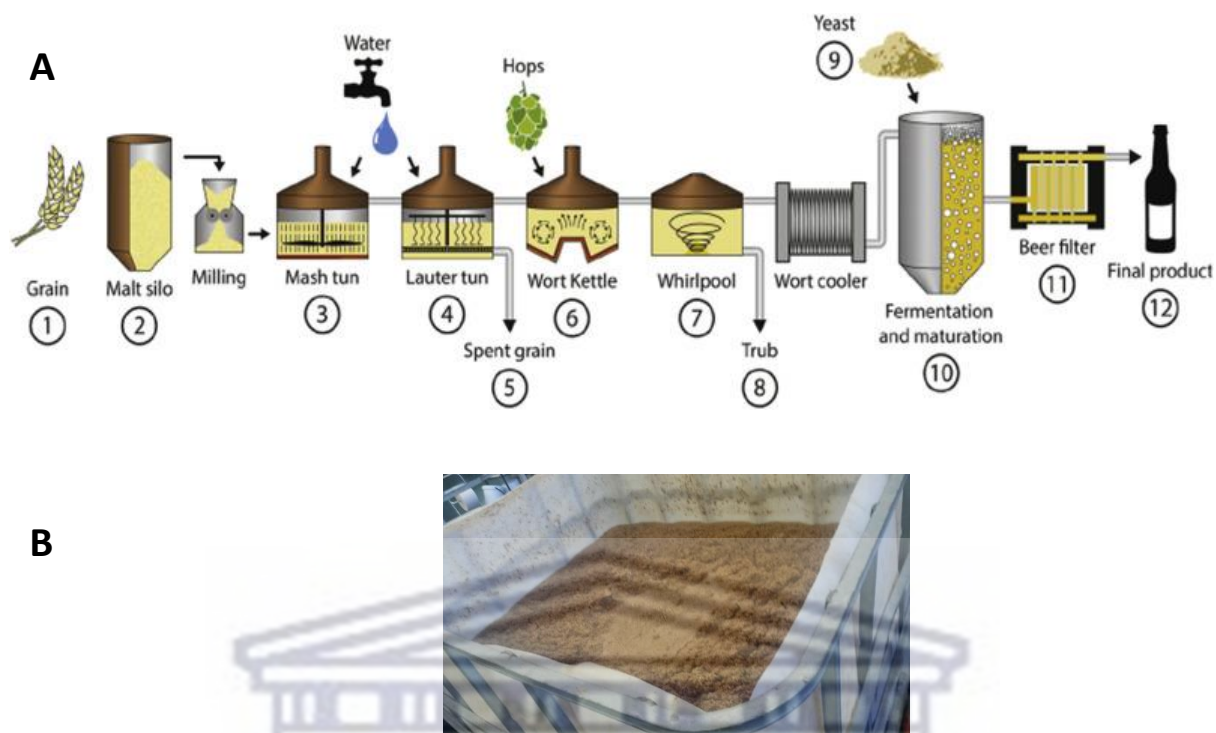 A
Water
Hops
Yeast
9
Grain
1
Malt silo
2
Milling
Mash tun
3
Lauter tun
4
Spent grain
5
Wort Kettle
6
Whirlpool
7
Trub
8
Wort cooler
Fermentation
and maturation
10
Beer filter
11
Final product
12
B